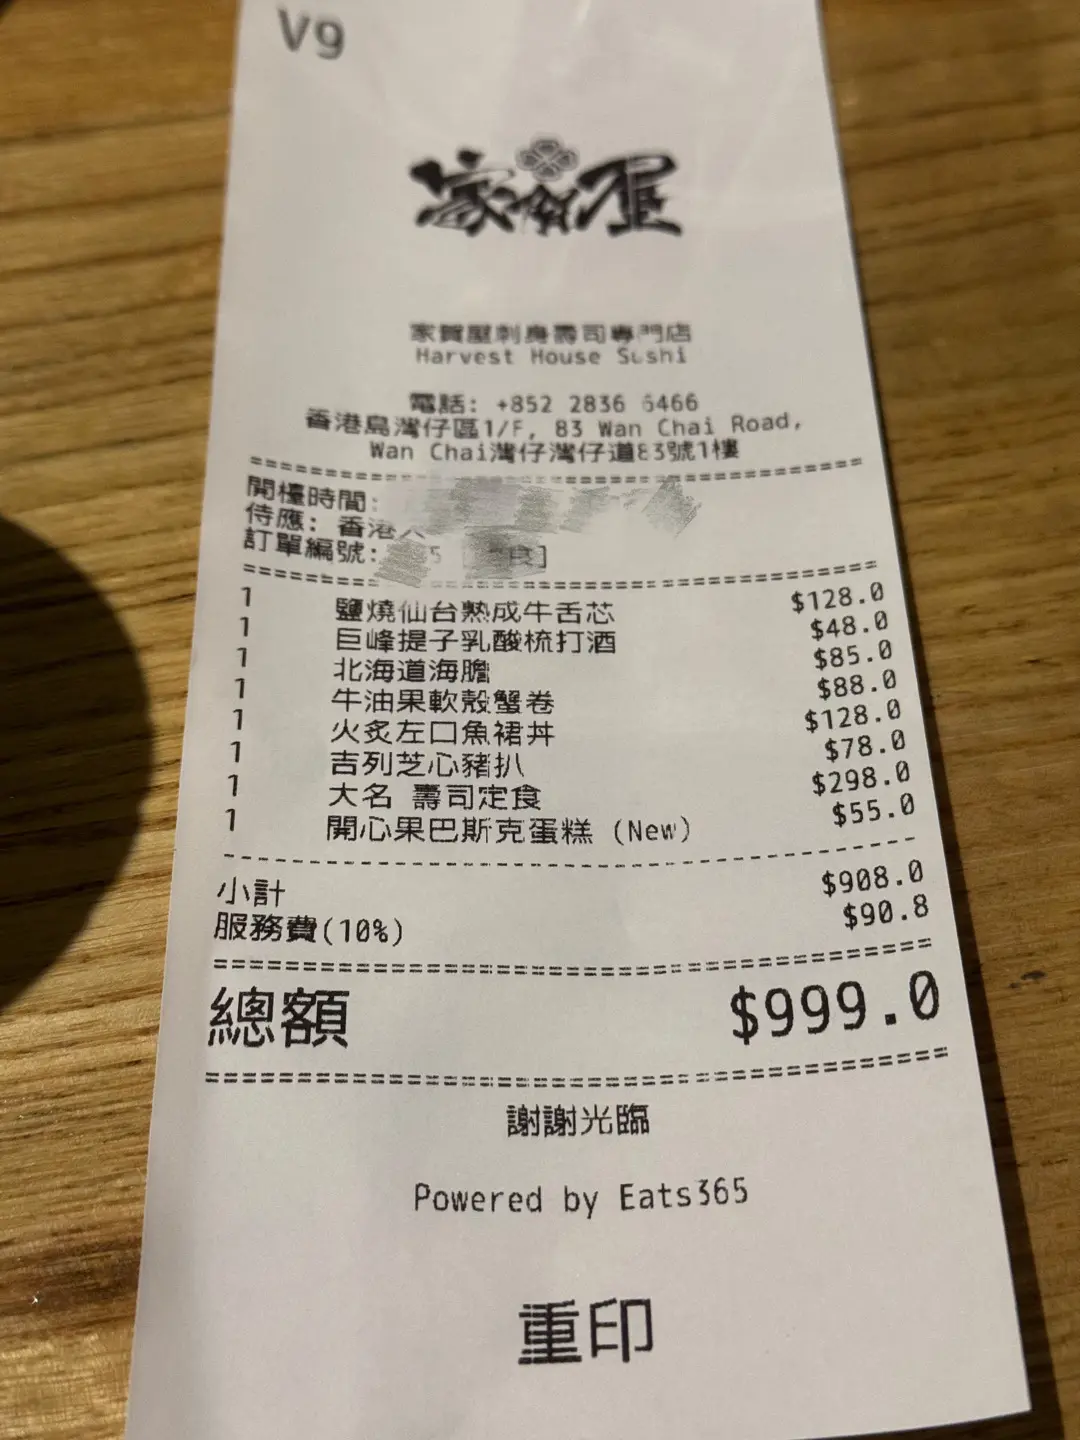 V9
家賀屋
家賀屋刺身壽司專門店
Harvest House Sushi
電話: +852 2836 6466
香港島灣仔區1/F, 83 Wan Chai Road,
Wan Chai灣仔灣仔道83號1樓
開檯時間:
侍應: 香港人
訂單編號: 5 食]
1 鹽燒仙台熟成牛舌芯 $128.0
1 巨峰提子乳酸梳打酒 $48.0
1 北海道海膽 $85.0
1 牛油果軟殼蟹卷 $88.0
1 火炙左口魚裙丼 $128.0
1 吉列芝心豬扒 $78.0
1 大名 壽司定食 $298.0
1 開心果巴斯克蛋糕 (New) $55.0
小計 $908.0
服務費(10%) $90.8
總額 $999.0
謝謝光臨
Powered by Eats365
重印